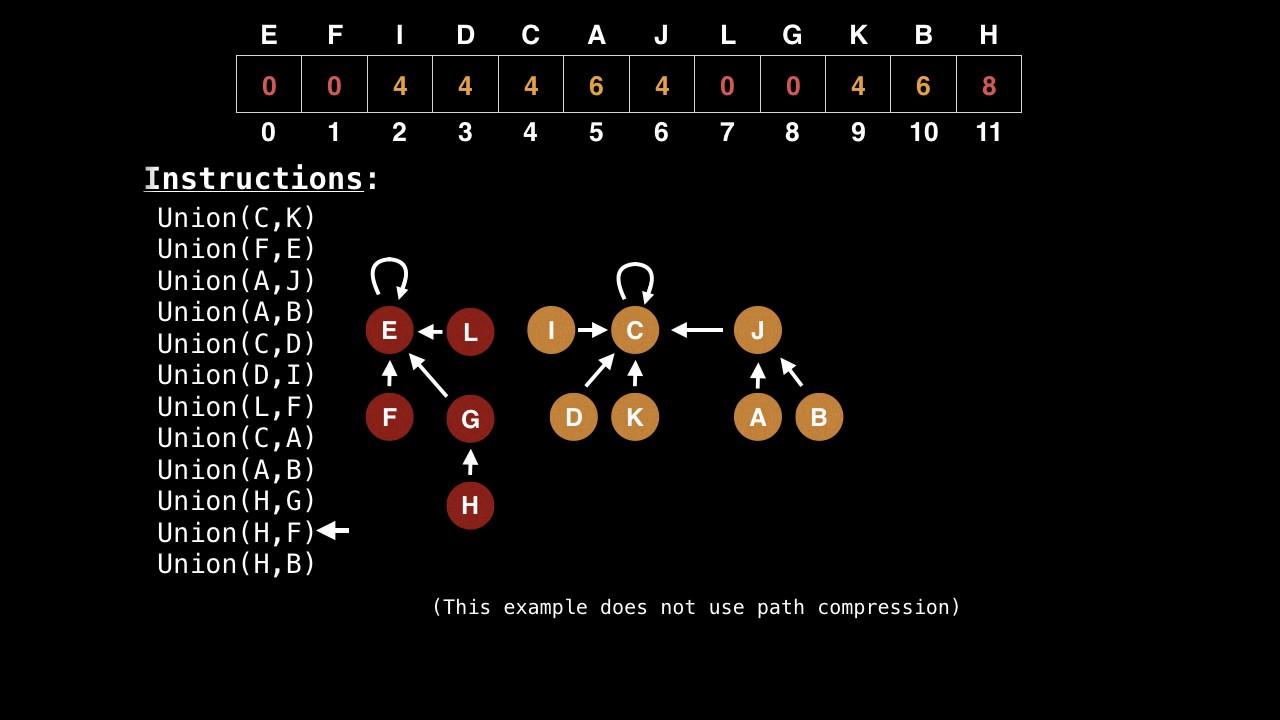 E F I D C A J L G K B H
0 0 4 4 4 6 4 0 0 4 6 8
0 1 2 3 4 5 6 7 8 9 10 11
Instructions:
Union(C,K)
Union(F,E)
Union(A,J)
Union(A,B)
Union(C,D)
Union(D,I)
Union(L,F)
Union(C,A)
Union(A,B)
Union(H,G)
Union(H,F)
Union(H,B)
E L I C J
F G D K A B
H
(This example does not use path compression)